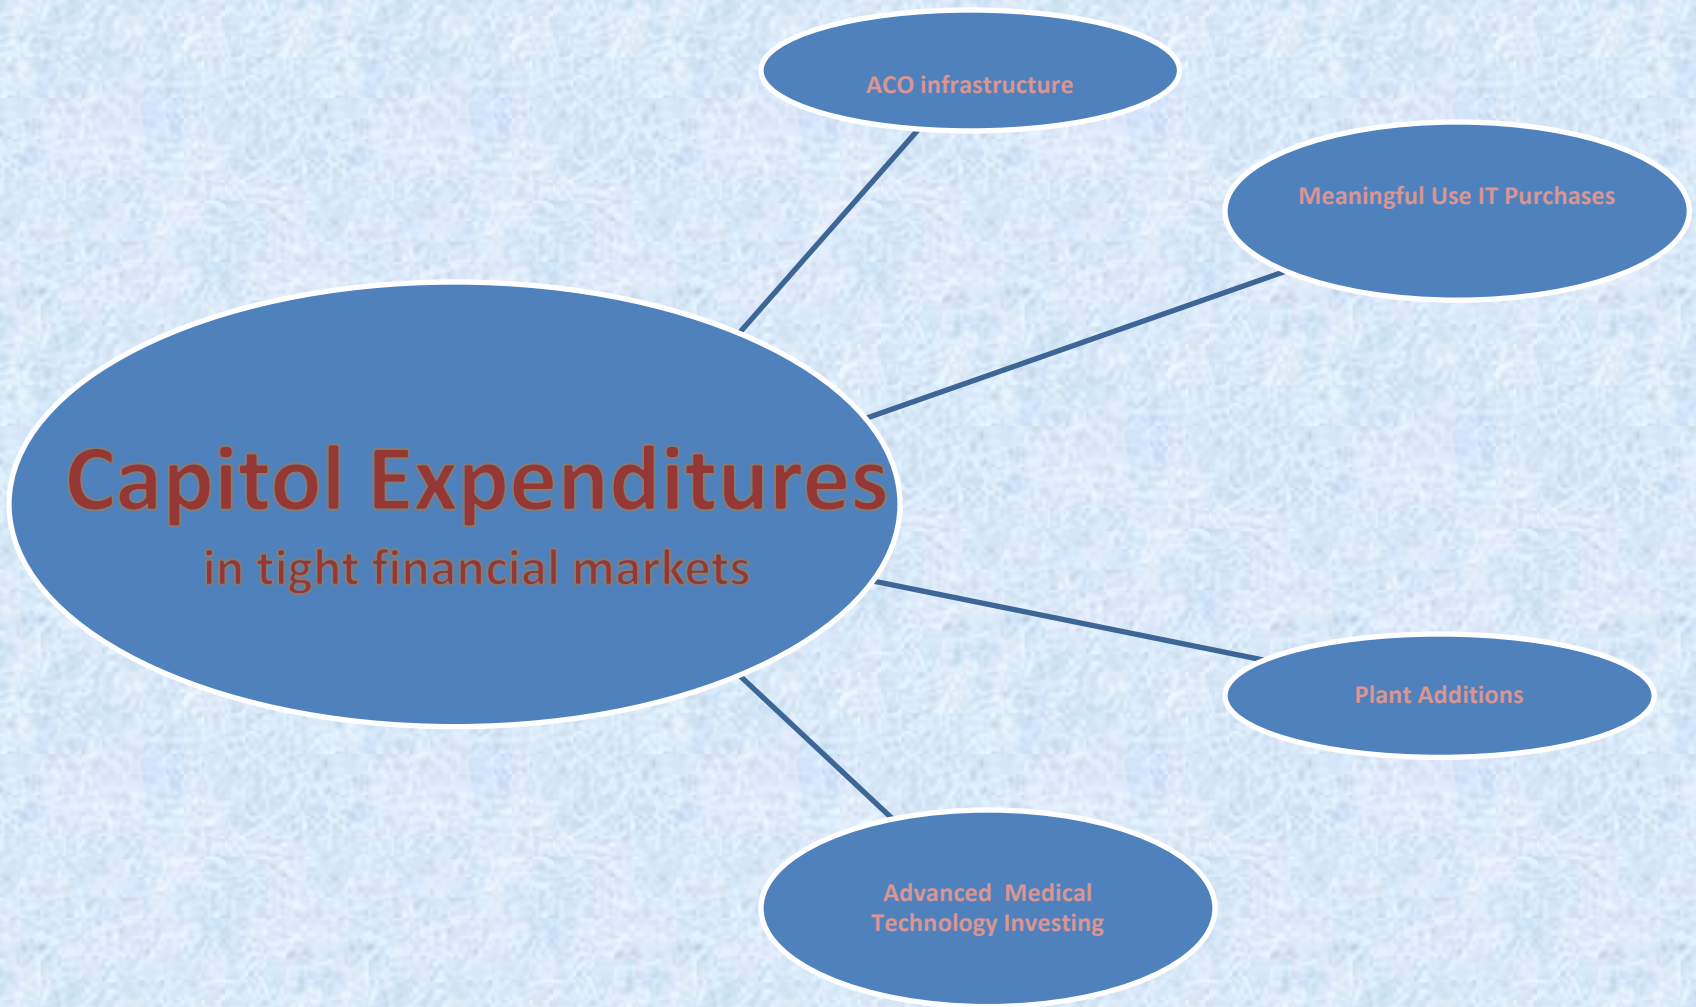 ACO infrastructure
Meaningful Use IT Purchases
Capitol Expenditures
in tight financial markets
Plant Additions
Advanced  Medical
Technology Investing